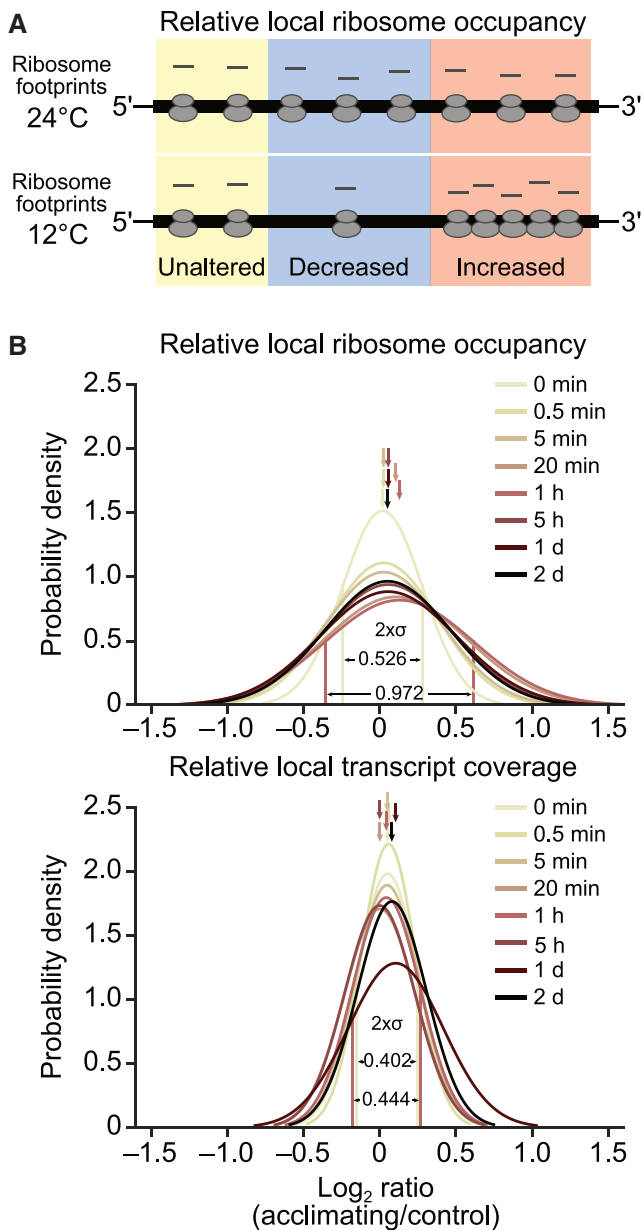 A
Relative local ribosome occupancy
Ribosome
footprints
24°C
5'
3'
Ribosome
footprints
12°C
5'
3'
Unaltered
Decreased
Increased
B
Relative local ribosome occupancy
Probability density
2.5
2.0
1.5
1.0
0.5
0
0 min
0.5 min
5 min
20 min
1 h
5 h
1 d
2 d
2xσ
0.526
0.972
−1.5
−1.0
−0.5
0
0.5
1.0
1.5
Relative local transcript coverage
Probability density
2.5
2.0
1.5
1.0
0.5
0
0 min
0.5 min
5 min
20 min
1 h
5 h
1 d
2 d
2xσ
0.402
0.444
−1.5
−1.0
−0.5
0
0.5
1.0
1.5
Log₂ ratio
(acclimating/control)